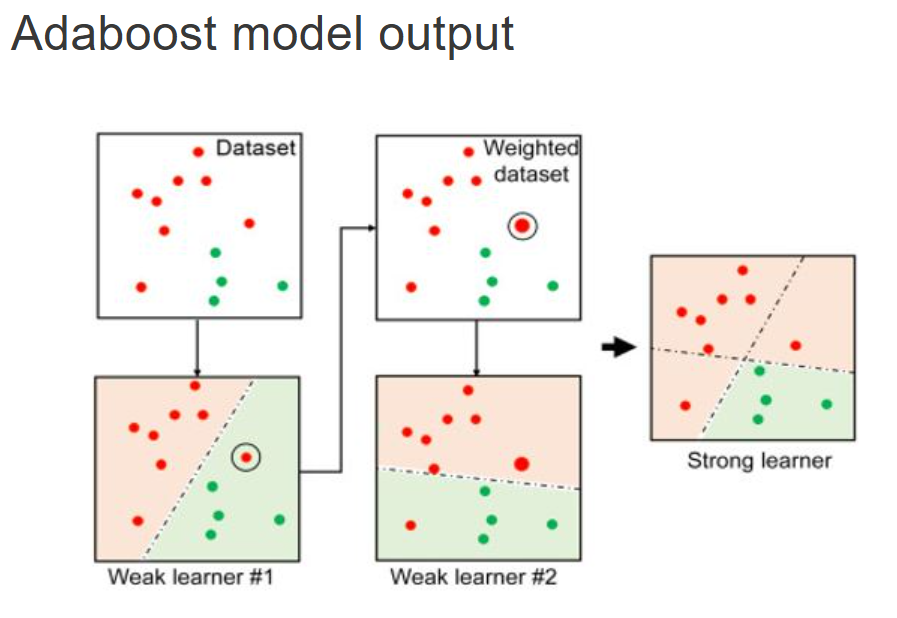 Adaboost model output
Dataset
Weighted
dataset
Weak learner #1
Weak learner #2
Strong learner